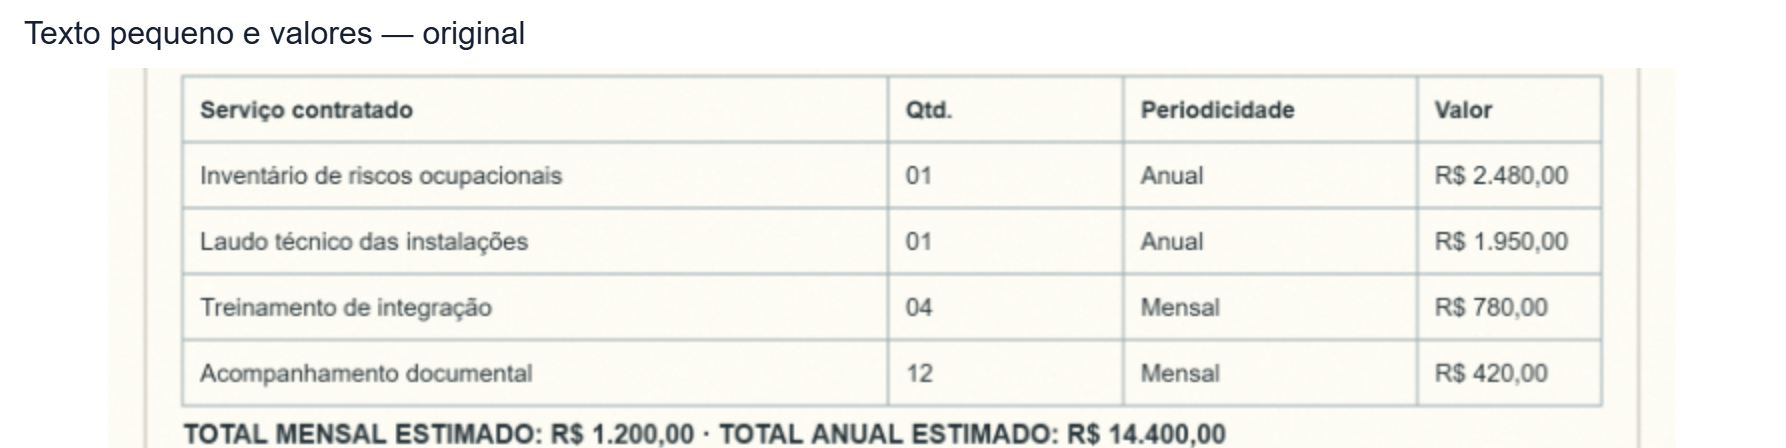 Texto pequeno e valores — original
Serviço contratado Qtd. Periodicidade Valor
Inventário de riscos ocupacionais 01 Anual R$ 2.480,00
Laudo técnico das instalações 01 Anual R$ 1.950,00
Treinamento de integração 04 Mensal R$ 780,00
Acompanhamento documental 12 Mensal R$ 420,00
TOTAL MENSAL ESTIMADO: R$ 1.200,00 · TOTAL ANUAL ESTIMADO: R$ 14.400,00